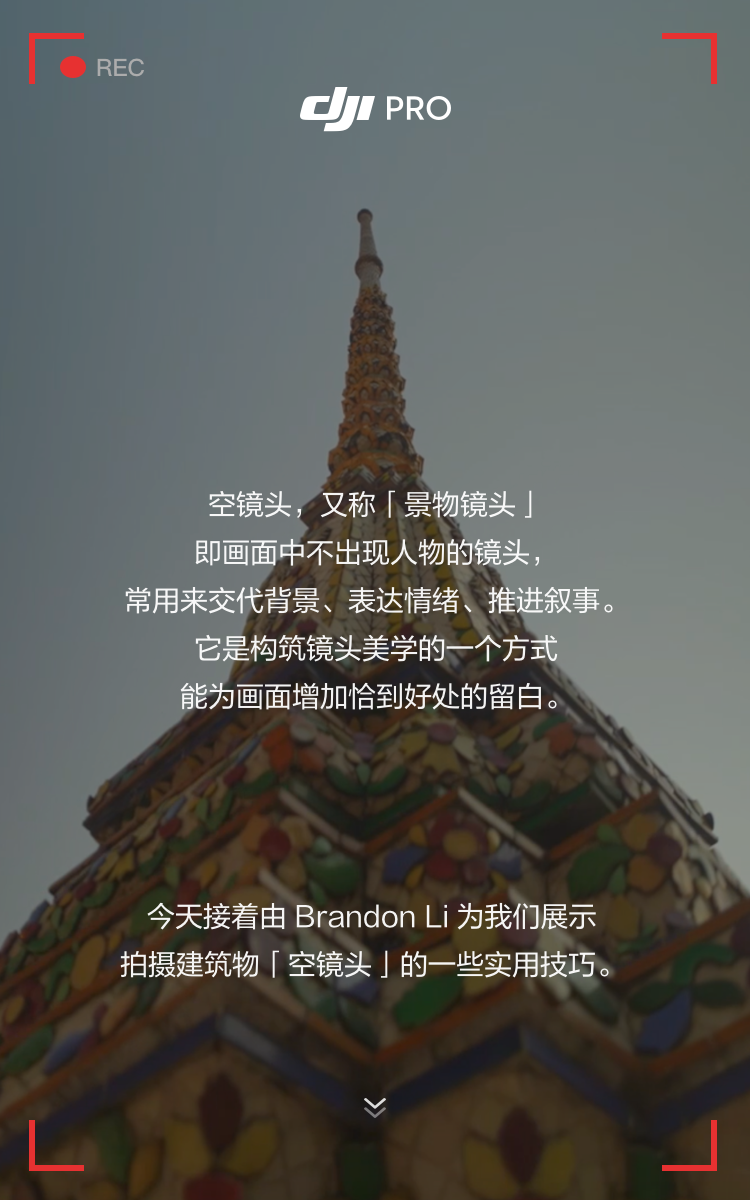 REC
dji PRO
空镜头，又称「景物镜头」
即画面中不出现人物的镜头，
常用来交代背景、表达情绪、推进叙事。
它是构筑镜头美学的一个方式
能为画面增加恰到好处的留白。
今天接着由 Brandon Li 为我们展示
拍摄建筑物「空镜头」的一些实用技巧。